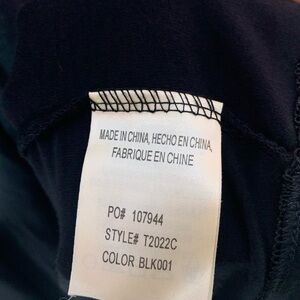 MADE IN CHINA, HECHO EN CHINA,
FABRIQUE EN CHINE
PO# 107944
STYLE# T2022C
COLOR BLK001